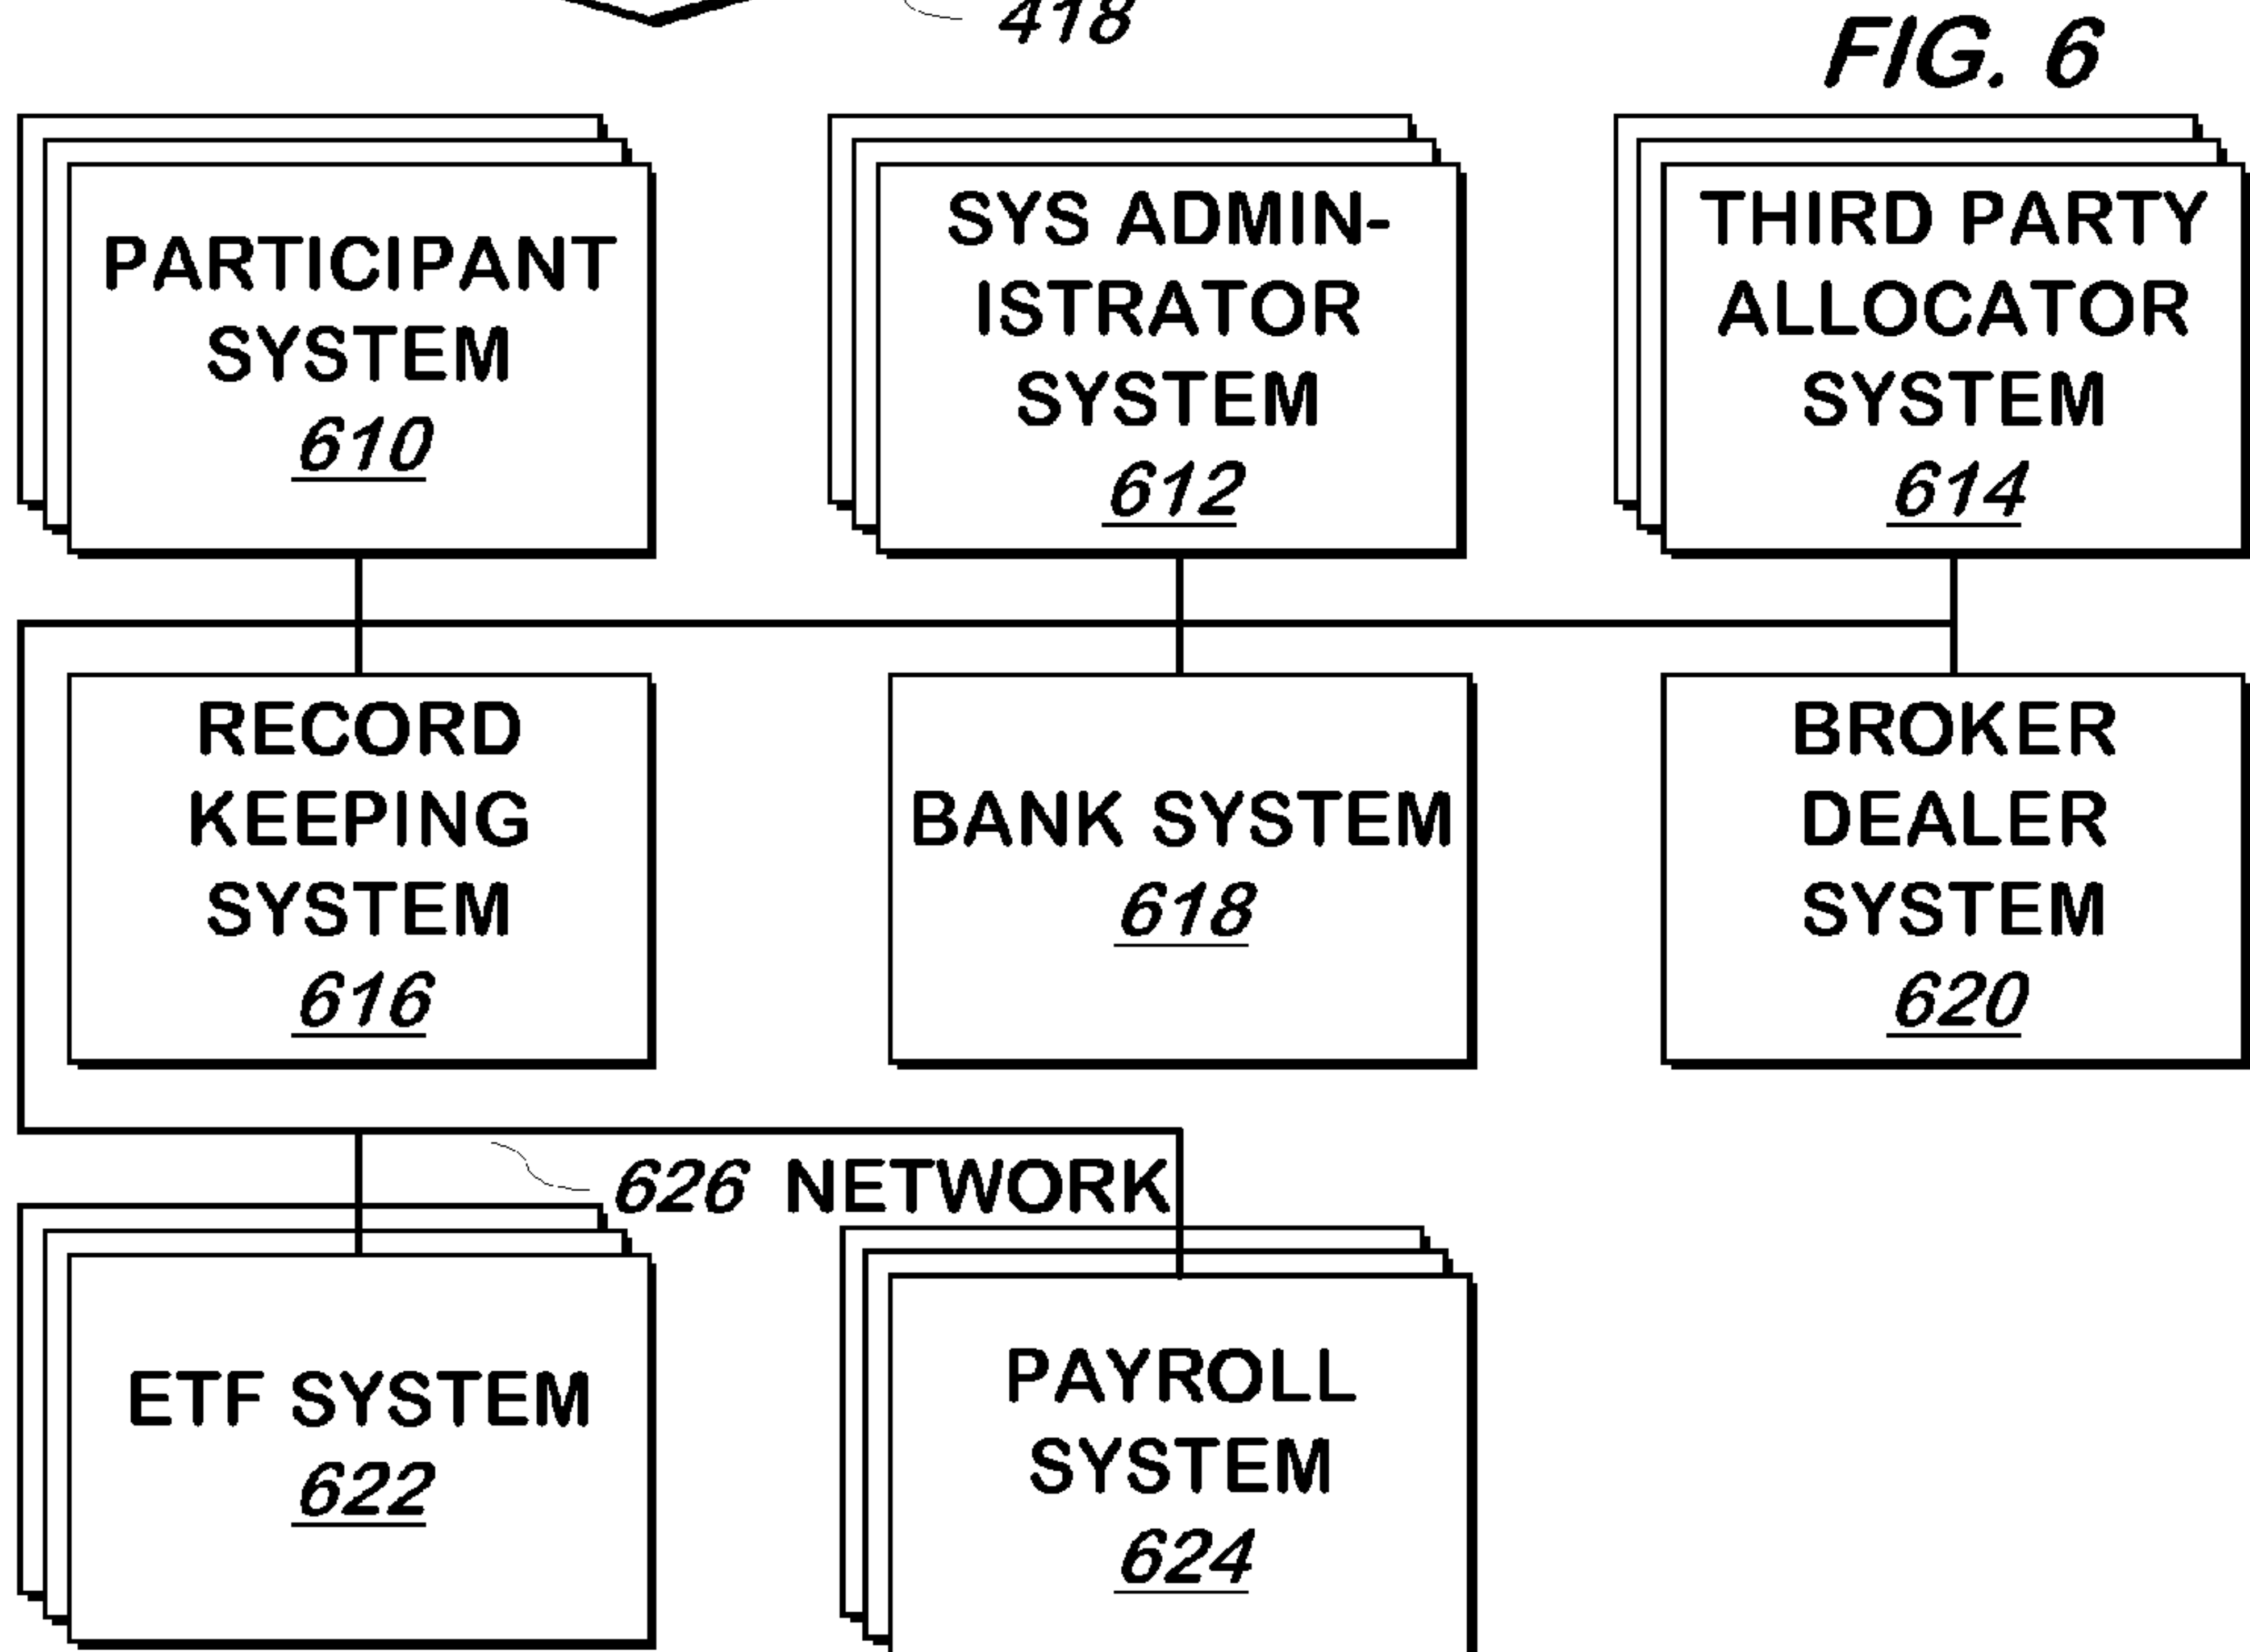 418
FIG. 6
PARTICIPANT
SYSTEM
610
SYS ADMIN-
ISTRATOR
SYSTEM
612
THIRD PARTY
ALLOCATOR
SYSTEM
614
RECORD
KEEPING
SYSTEM
616
BANK SYSTEM
618
BROKER
DEALER
SYSTEM
620
626 NETWORK
ETF SYSTEM
622
PAYROLL
SYSTEM
624